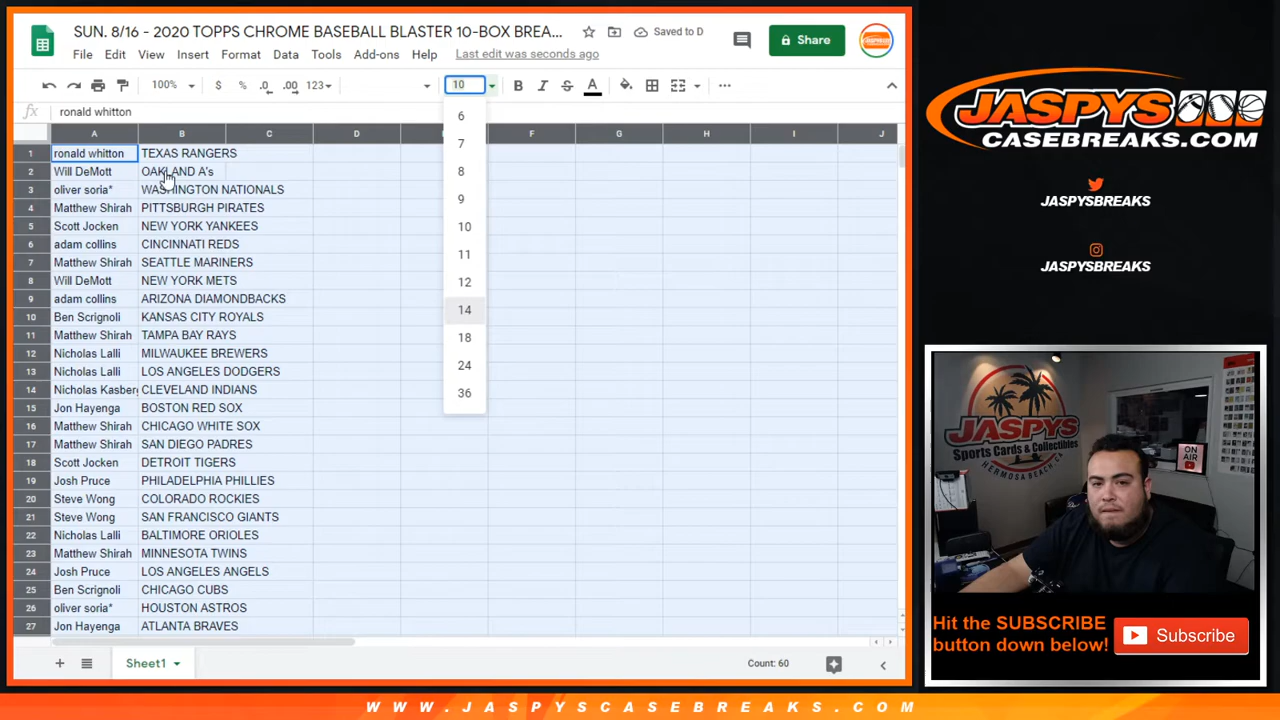 SUN. 8/16 - 2020 TOPPS CHROME BASEBALL BLASTER 10-BOX BREA...
Saved to D
Share
File Edit View Insert Format Data Tools Add-ons Help Last edit was seconds ago
100% $ % .0 .00 123 10 B I S A
fx ronald whitton
A B C D F G H I J
1 ronald whitton TEXAS RANGERS
2 Will DeMott OAKLAND A's
3 oliver soria* WASHINGTON NATIONALS
4 Matthew Shirah PITTSBURGH PIRATES
5 Scott Jocken NEW YORK YANKEES
6 adam collins CINCINNATI REDS
7 Matthew Shirah SEATTLE MARINERS
8 Will DeMott NEW YORK METS
9 adam collins ARIZONA DIAMONDBACKS
10 Ben Scrignoli KANSAS CITY ROYALS
11 Matthew Shirah TAMPA BAY RAYS
12 Nicholas Lalli MILWAUKEE BREWERS
13 Nicholas Lalli LOS ANGELES DODGERS
14 Nicholas Kasberg CLEVELAND INDIANS
15 Jon Hayenga BOSTON RED SOX
16 Matthew Shirah CHICAGO WHITE SOX
17 Matthew Shirah SAN DIEGO PADRES
18 Scott Jocken DETROIT TIGERS
19 Josh Pruce PHILADELPHIA PHILLIES
20 Steve Wong COLORADO ROCKIES
21 Steve Wong SAN FRANCISCO GIANTS
22 Nicholas Lalli BALTIMORE ORIOLES
23 Matthew Shirah MINNESOTA TWINS
24 Josh Pruce LOS ANGELES ANGELS
25 Ben Scrignoli CHICAGO CUBS
26 oliver soria* HOUSTON ASTROS
27 Jon Hayenga ATLANTA BRAVES
6
7
8
9
10
11
12
14
18
24
36
Sheet1
Count: 60
JASPYS
CASEBREAKS.COM
JASPYSBREAKS
JASPYSBREAKS
JASPYS
Sports Cards & Collectibles
HERMOSA BEACH, CA
ON
AIR
Hit the SUBSCRIBE
button down below!
Subscribe
WWW.JASPYSCASEBREAKS.COM